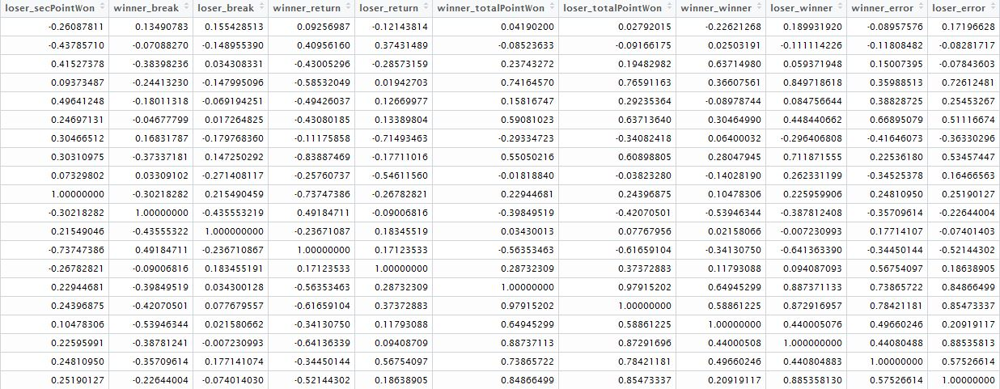 loser_secPointWon winner_break loser_break winner_return loser_return winner_totalPointWon loser_totalPointWon winner_winner loser_winner winner_error loser_error
-0.26087811 0.13490783 0.155428513 0.09256987 -0.12143814 0.04190200 0.02792015 -0.22621268 0.189931920 -0.08957576 0.17196628
-0.43785710 -0.07088270 -0.148955390 0.40956160 0.37431489 -0.08523633 -0.09166175 0.02503191 -0.111114226 -0.11808482 -0.08281717
0.41527378 -0.38398236 0.034308331 -0.43005296 -0.28573159 0.23743272 0.19482982 0.63714980 0.059371948 0.15007395 -0.07843603
0.09373487 -0.24413230 -0.147995096 -0.58532049 0.01942703 0.74164570 0.76591163 0.36607561 0.849718618 0.35988513 0.72612481
0.49641248 -0.18011318 -0.069194251 -0.49426037 0.12669977 0.15816747 0.29235364 -0.08978744 0.084756644 0.38828725 0.25453267
0.24697131 -0.04677799 0.017264825 -0.43080185 0.13389804 0.59081023 0.63713640 0.30464990 0.448440662 0.66895079 0.51116674
0.30466512 0.16831787 -0.179768360 -0.11175858 -0.71493463 -0.29334723 -0.34082418 0.06400032 -0.296406808 -0.41646073 -0.36330296
0.30310975 -0.37337181 0.147250292 -0.83887469 -0.17711016 0.55050216 0.60898805 0.28047945 0.711871555 0.22536180 0.53457447
0.07329802 0.03309102 -0.271408117 -0.25760737 -0.54611560 -0.01818840 -0.03823280 -0.14028190 0.262331199 -0.34525378 0.16466563
1.00000000 -0.30218282 0.215490459 -0.73747386 -0.26782821 0.22944681 0.24396875 0.10478306 0.225959906 0.24810950 0.25190127
-0.30218282 1.00000000 -0.435553219 0.49184711 -0.09006816 -0.39849519 -0.42070501 -0.53946344 -0.387812408 -0.35709614 -0.22644004
0.21549046 -0.43555322 1.000000000 -0.23671087 0.18345519 0.03430013 0.07767956 0.02158066 -0.007230993 0.17714107 -0.07401403
-0.73747386 0.49184711 -0.236710867 1.00000000 0.17123533 -0.56353463 -0.61659104 -0.34130750 -0.641363390 -0.34450144 -0.52144302
-0.26782821 -0.09006816 0.183455191 0.17123533 1.00000000 0.28732309 0.37372883 0.11793088 0.094087093 0.56754097 0.18638905
0.22944681 -0.39849519 0.034300128 -0.56353463 0.28732309 1.00000000 0.97915202 0.64945299 0.887371133 0.73865722 0.84866499
0.24396875 -0.42070501 0.077679557 -0.61659104 0.37372883 0.97915202 1.00000000 0.58861225 0.872916957 0.78421181 0.85473337
0.10478306 -0.53946344 0.021580662 -0.34130750 0.11793088 0.64945299 0.58861225 1.00000000 0.440005076 0.49660246 0.20919117
0.22595991 -0.38781241 -0.007230993 -0.64136339 0.09408709 0.88737113 0.87291696 0.44000508 1.000000000 0.44080488 0.88535813
0.24810950 -0.35709614 0.177141074 -0.34450144 0.56754097 0.73865722 0.78421181 0.49660246 0.440804883 1.00000000 0.57526614
0.25190127 -0.22644004 -0.074014030 -0.52144302 0.18638905 0.84866499 0.85473337 0.20919117 0.885358130 0.57526614 1.00000000